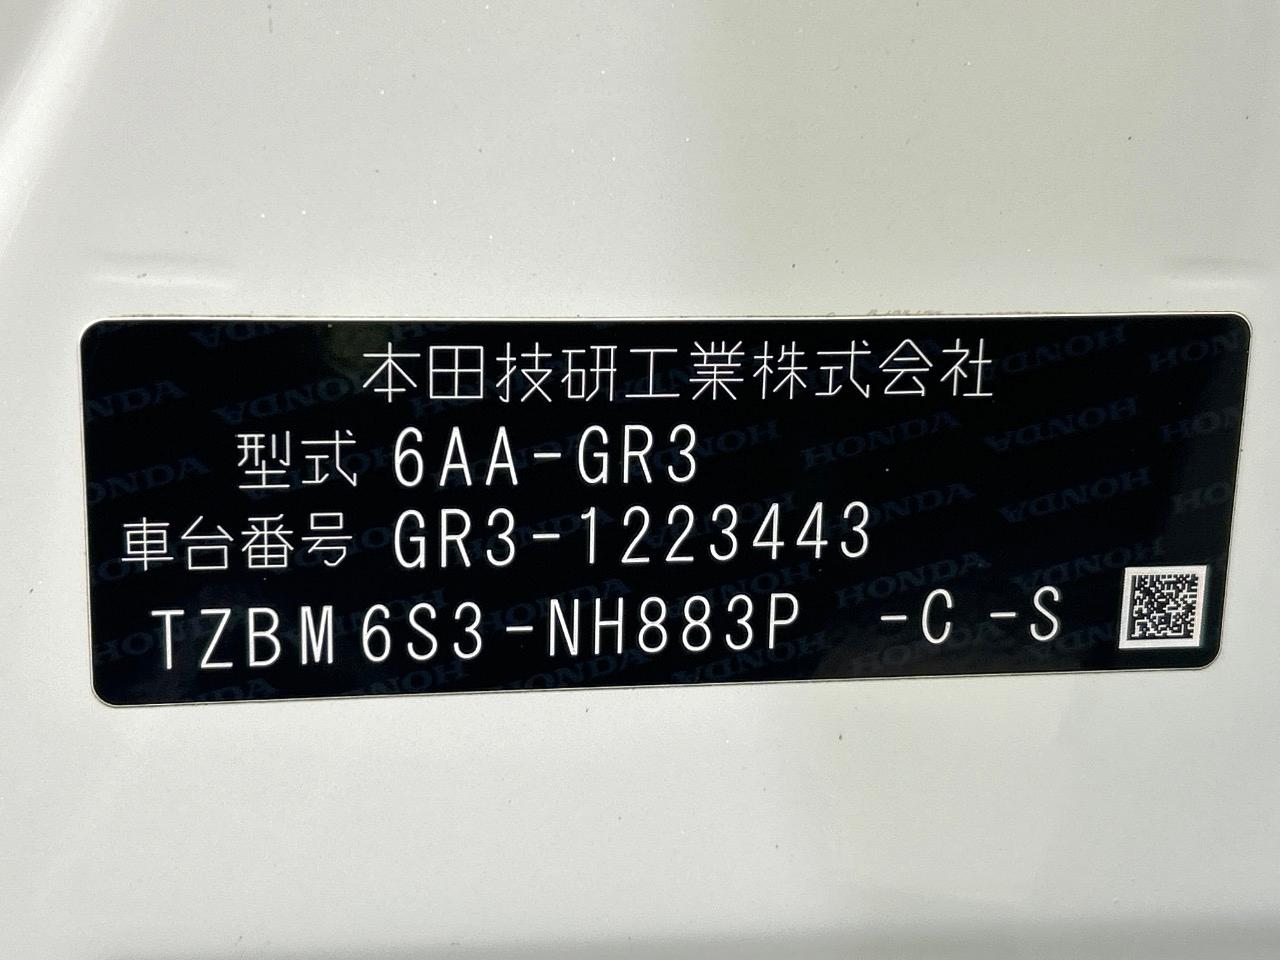 本田技研工業株式会社
型式 6AA-GR3
車台番号 GR3-1223443
TZBM6S3-NH883P -C-S